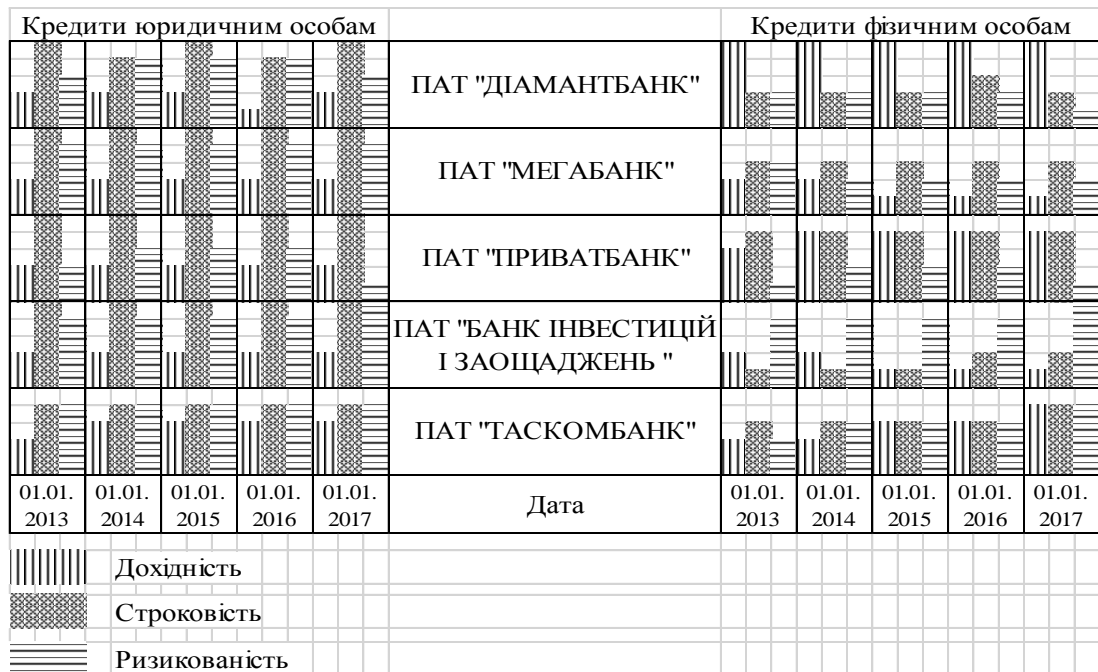 Кредити юридичним особам
Кредити фізичним особам
ПАТ "ДІАМАНТБАНК"
ПАТ "МЕГАБАНК"
ПАТ "ПРИВАТБАНК"
ПАТ "БАНК ІНВЕСТИЦІЙ
І ЗАОЩАДЖЕНЬ "
ПАТ "ТАСКОМБАНК"
01.01. 01.01. 01.01. 01.01. 01.01.
2013 2014 2015 2016 2017
Дата
01.01. 01.01. 01.01. 01.01. 01.01.
2013 2014 2015 2016 2017
Дохідність
Строковість
Ризикованість